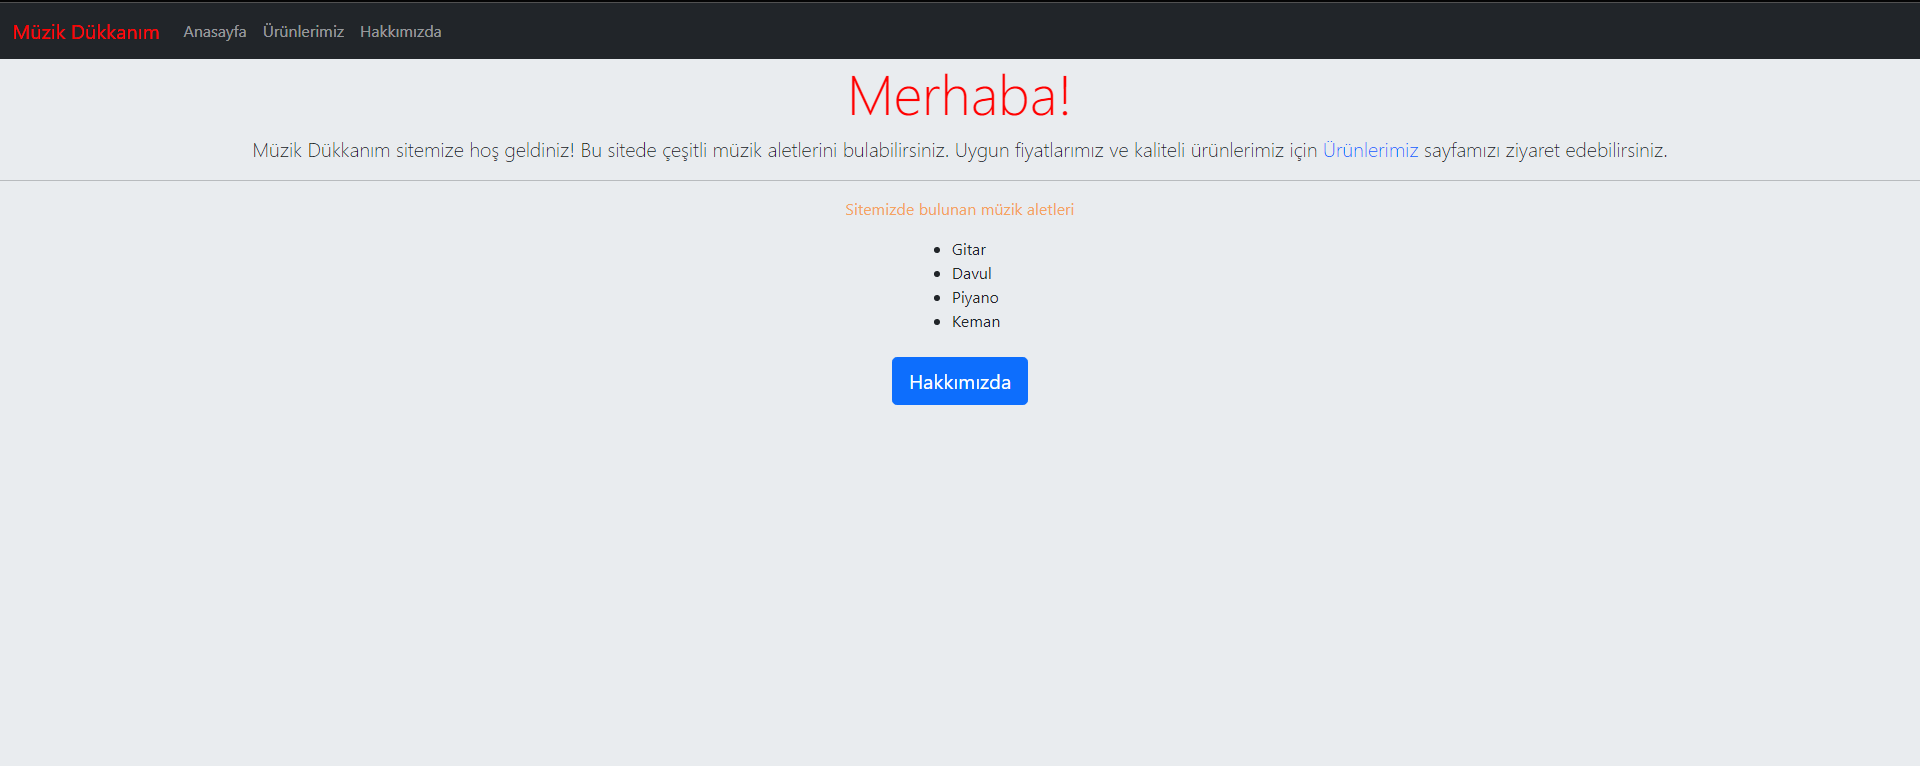 Müzik Dükkanım Anasayfa Ürünlerimiz Hakkımızda
Merhaba!
Müzik Dükkanım sitemize hoş geldiniz! Bu sitede çeşitli müzik aletlerini bulabilirsiniz. Uygun fiyatlarımız ve kaliteli ürünlerimiz için Ürünlerimiz sayfamızı ziyaret edebilirsiniz.
Sitemizde bulunan müzik aletleri
Gitar
Davul
Piyano
Keman
Hakkımızda